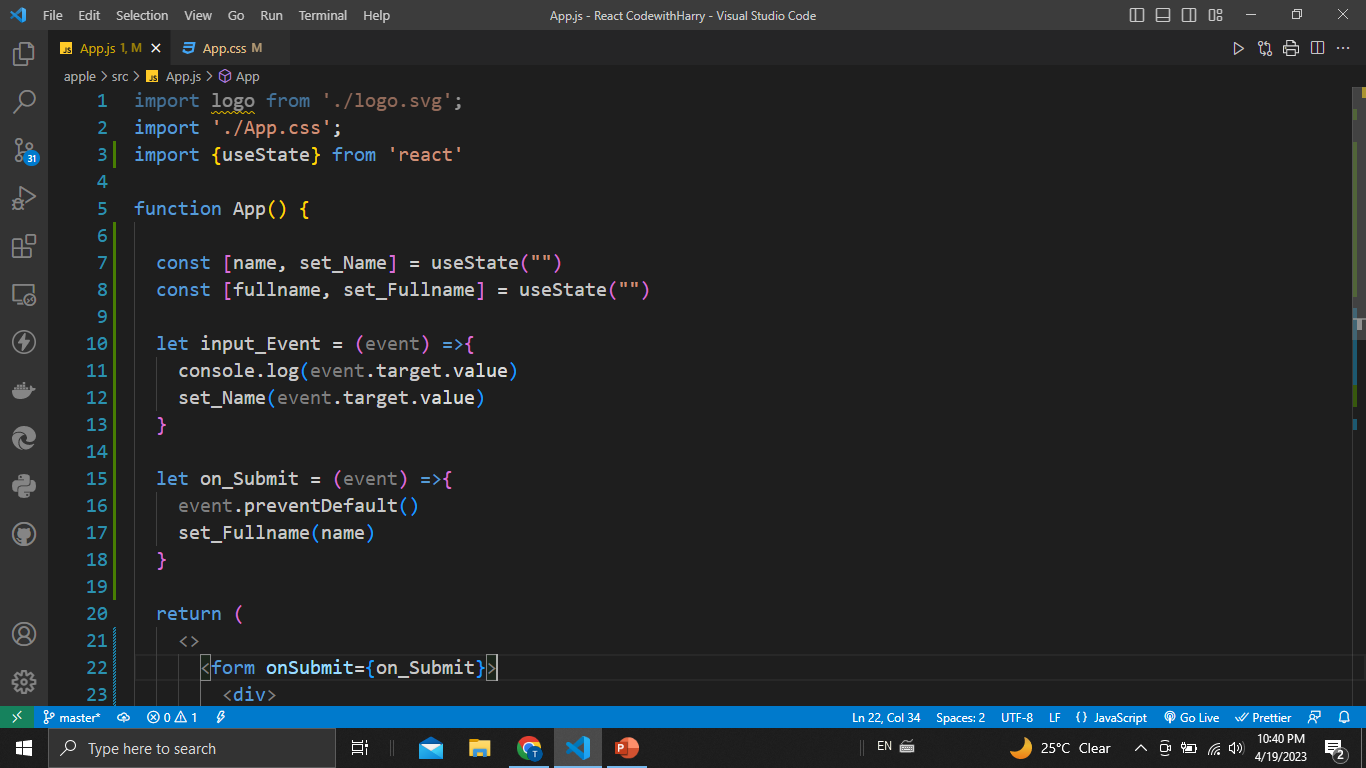 File Edit Selection View Go Run Terminal Help App.js - React CodewithHarry - Visual Studio Code
JS App.js 1, M App.css M
apple > src > JS App.js > App
1 import logo from './logo.svg';
2 import './App.css';
3 import {useState} from 'react'
4
5 function App() {
6
7 const [name, set_Name] = useState("")
8 const [fullname, set_Fullname] = useState("")
9
10 let input_Event = (event) =>{
11 console.log(event.target.value)
12 set_Name(event.target.value)
13 }
14
15 let on_Submit = (event) =>{
16 event.preventDefault()
17 set_Fullname(name)
18 }
19
20 return (
21 <>
22 <form onSubmit={on_Submit}>
23 <div>
31
master* 0 1 Ln 22, Col 34 Spaces: 2 UTF-8 LF {} JavaScript Go Live Prettier
Type here to search T P EN 25°C Clear 10:40 PM
4/19/2023 2